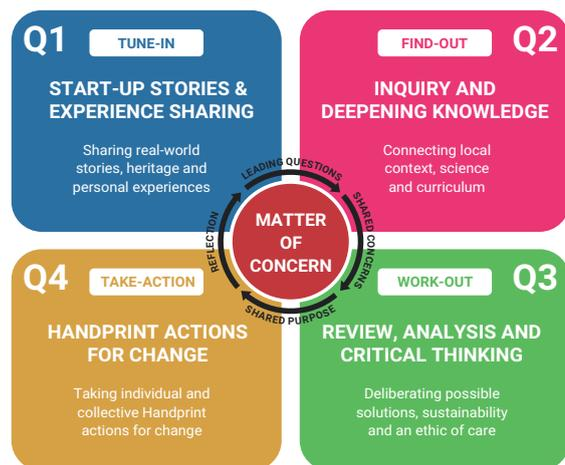 Q1
TUNE-IN
START-UP STORIES &
EXPERIENCE SHARING
Sharing real-world
stories, heritage and
personal experiences
Q2
FIND-OUT
INQUIRY AND
DEEPENING KNOWLEDGE
Connecting local
context, science
and curriculum
LEADING QUESTIONS
SHARED CONCERNS
SHARED PURPOSE
REFLECTION
MATTER
OF
CONCERN
Q4
TAKE-ACTION
HANDPRINT ACTIONS
FOR CHANGE
Taking individual and
collective Handprint
actions for change
Q3
WORK-OUT
REVIEW, ANALYSIS AND
CRITICAL THINKING
Deliberating possible
solutions, sustainability
and an ethic of care